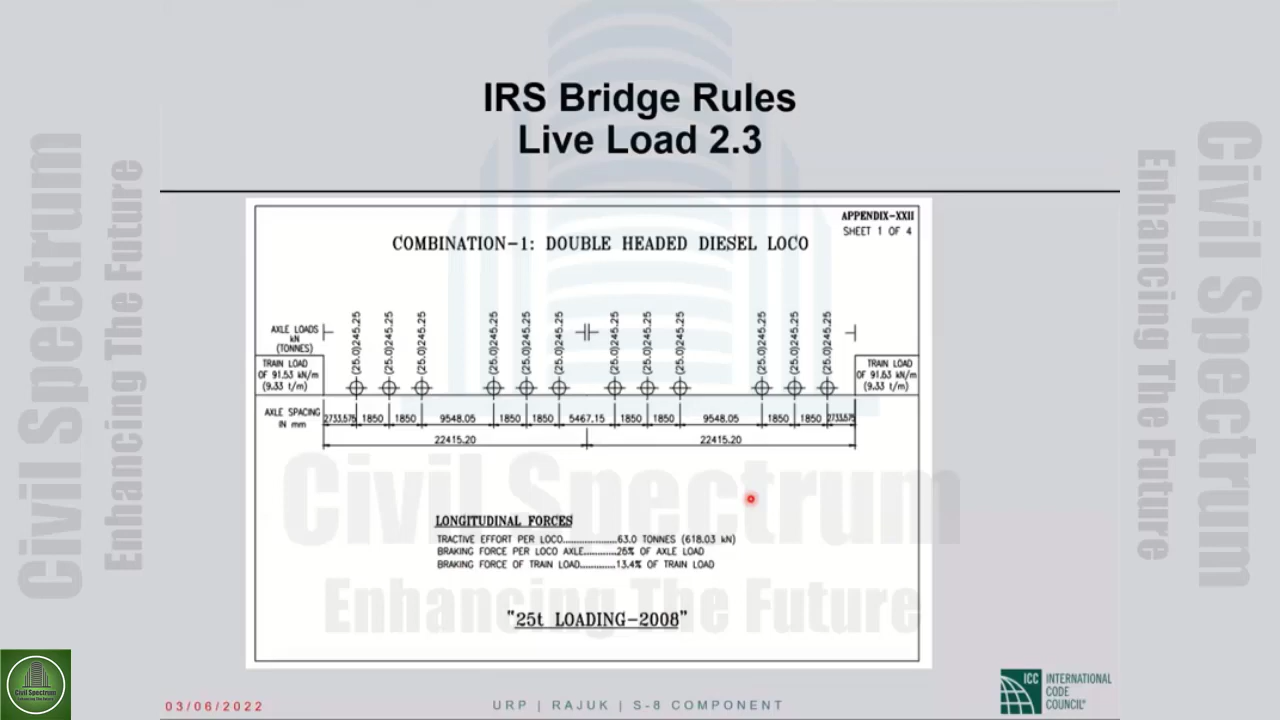 IRS Bridge Rules
Live Load 2.3
APPENDIX-XXII
SHEET 1 OF 4
COMBINATION-1: DOUBLE HEADED DIESEL LOCO
AXLE LOADS
kN
(TONNES)
(25.0)245.25
(25.0)245.25
(25.0)245.25
(25.0)245.25
(25.0)245.25
(25.0)245.25
(25.0)245.25
(25.0)245.25
(25.0)245.25
(25.0)245.25
(25.0)245.25
(25.0)245.25
TRAIN LOAD
OF 91.53 kN/m
(9.33 t/m)
TRAIN LOAD
OF 91.53 kN/m
(9.33 t/m)
AXLE SPACING
IN mm
2733.575 1850 1850 9548.05 1850 1850 5467.15 1850 1850 9548.05 1850 1850 2733.575
22415.20 22415.20
LONGITUDINAL FORCES
TRACTIVE EFFORT PER LOCO....................63.0 TONNES (618.03 kN)
BRAKING FORCE PER LOCO AXLE............25% OF AXLE LOAD
BRAKING FORCE OF TRAIN LOAD.............13.4% OF TRAIN LOAD
"25t LOADING-2008"
Civil Spectrum
Enhancing The Future
Civil Spectrum
Enhancing The Future
Civil Spectrum
Enhancing The Future
Civil Spectrum
Enhancing The Future
03/06/2022
URP | RAJUK | S-8 COMPONENT
ICC INTERNATIONAL
CODE
COUNCIL®